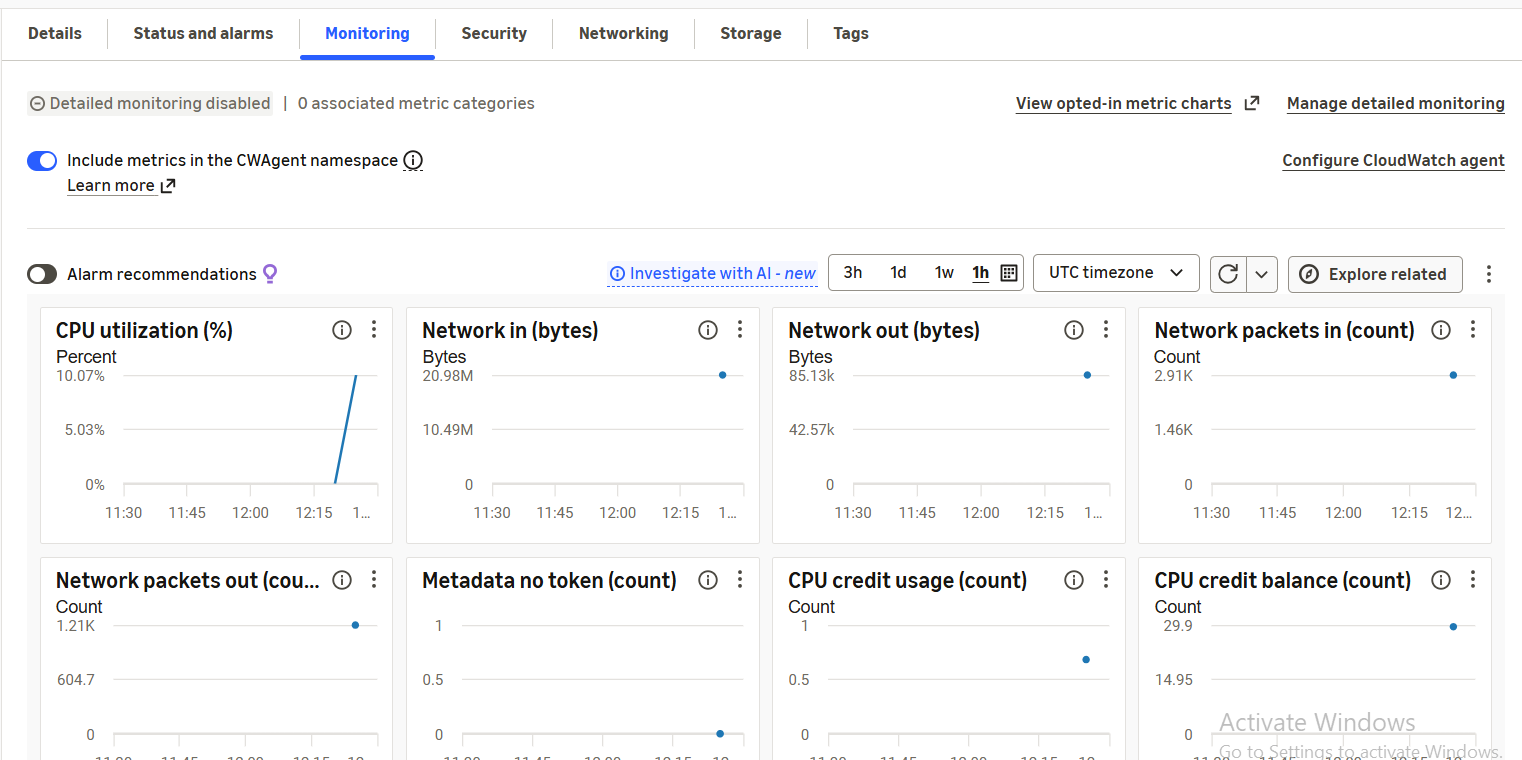 Details Status and alarms Monitoring Security Networking Storage Tags
Detailed monitoring disabled | 0 associated metric categories View opted-in metric charts Manage detailed monitoring
Include metrics in the CWAgent namespace Configure CloudWatch agent
Learn more
Alarm recommendations Investigate with AI - new 3h 1d 1w 1h UTC timezone Explore related
CPU utilization (%)
Percent
10.07%
5.03%
0%
11:30 11:45 12:00 12:15 1...
Network in (bytes)
Bytes
20.98M
10.49M
0
11:30 11:45 12:00 12:15 1...
Network out (bytes)
Bytes
85.13k
42.57k
0
11:30 11:45 12:00 12:15 1...
Network packets in (count)
Count
2.91K
1.46K
0
11:30 11:45 12:00 12:15 12...
Network packets out (cou...
Count
1.21K
604.7
0
Metadata no token (count)
1
0.5
0
CPU credit usage (count)
Count
1
0.5
0
CPU credit balance (count)
Count
29.9
14.95
0
Activate Windows
Go to Settings to activate Windows.